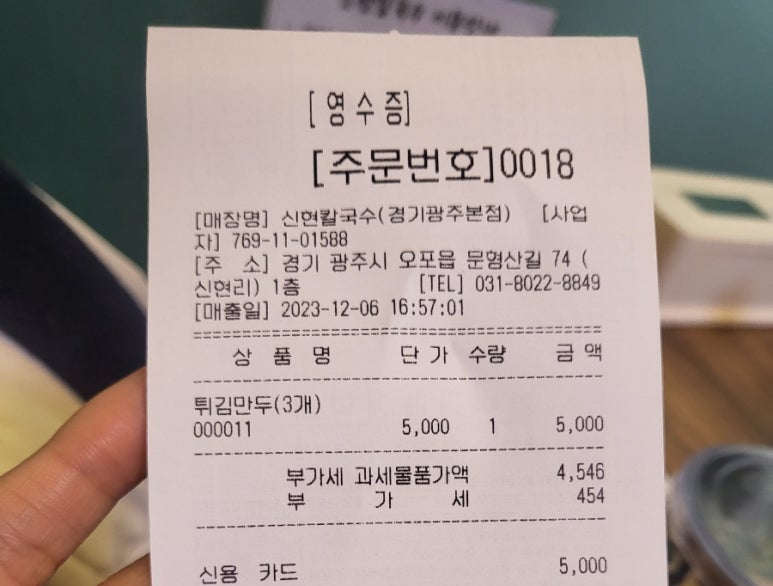 [영수증]
[주문번호]0018
[매장명] 신현칼국수(경기광주본점) [사업
자] 769-11-01588
[주 소] 경기 광주시 오포읍 문형산길 74 (
신현리) 1층 [TEL] 031-8022-8849
[매출일] 2023-12-06 16:57:01
상 품 명 단 가 수량 금 액
튀김만두(3개)
000011 5,000 1 5,000
부가세 과세물품가액 4,546
부 가 세 454
신용 카드 5,000